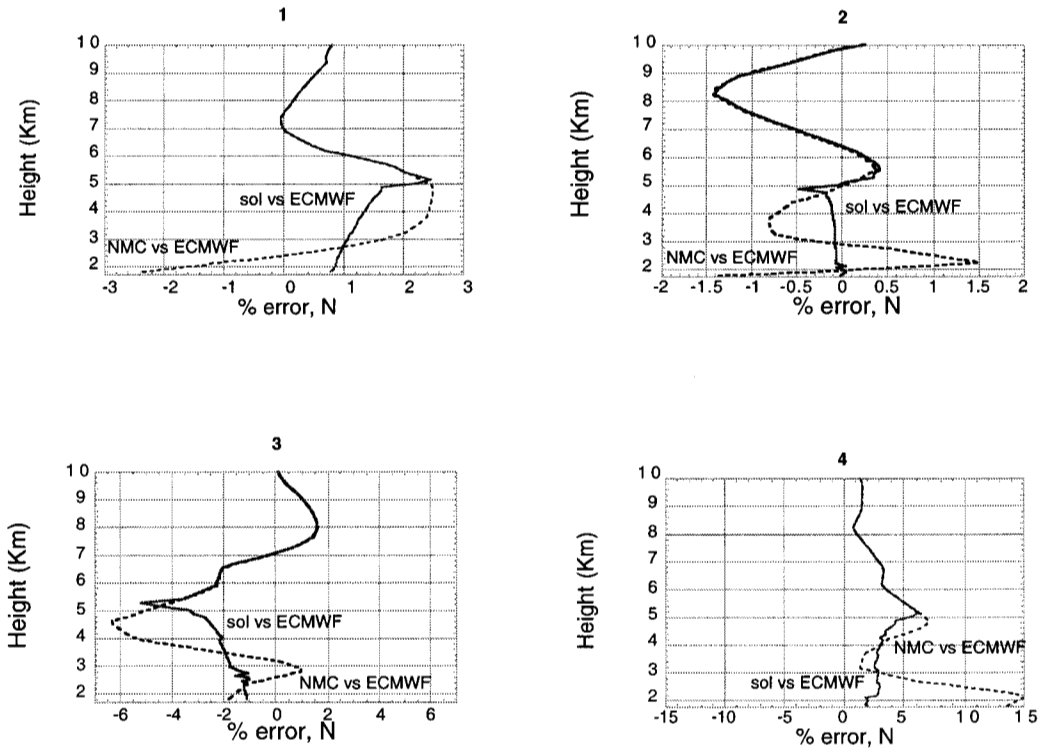 1
10
9
8
7
6
5
4
3
2
Height (Km)
sol vs ECMWF
NMC vs ECMWF
-3 -2 -1 0 1 2 3
% error, N
2
10
9
8
7
6
5
4
3
2
Height (Km)
sol vs ECMWF
NMC vs ECMWF
-2 -1.5 -1 -0.5 0 0.5 1 1.5 2
% error, N
3
10
9
8
7
6
5
4
3
2
Height (Km)
sol vs ECMWF
NMC vs ECMWF
-6 -4 -2 0 2 4 6
% error, N
4
10
9
8
7
6
5
4
3
2
Height (Km)
NMC vs ECMWF
sol vs ECMWF
-15 -10 -5 0 5 10 15
% error, N